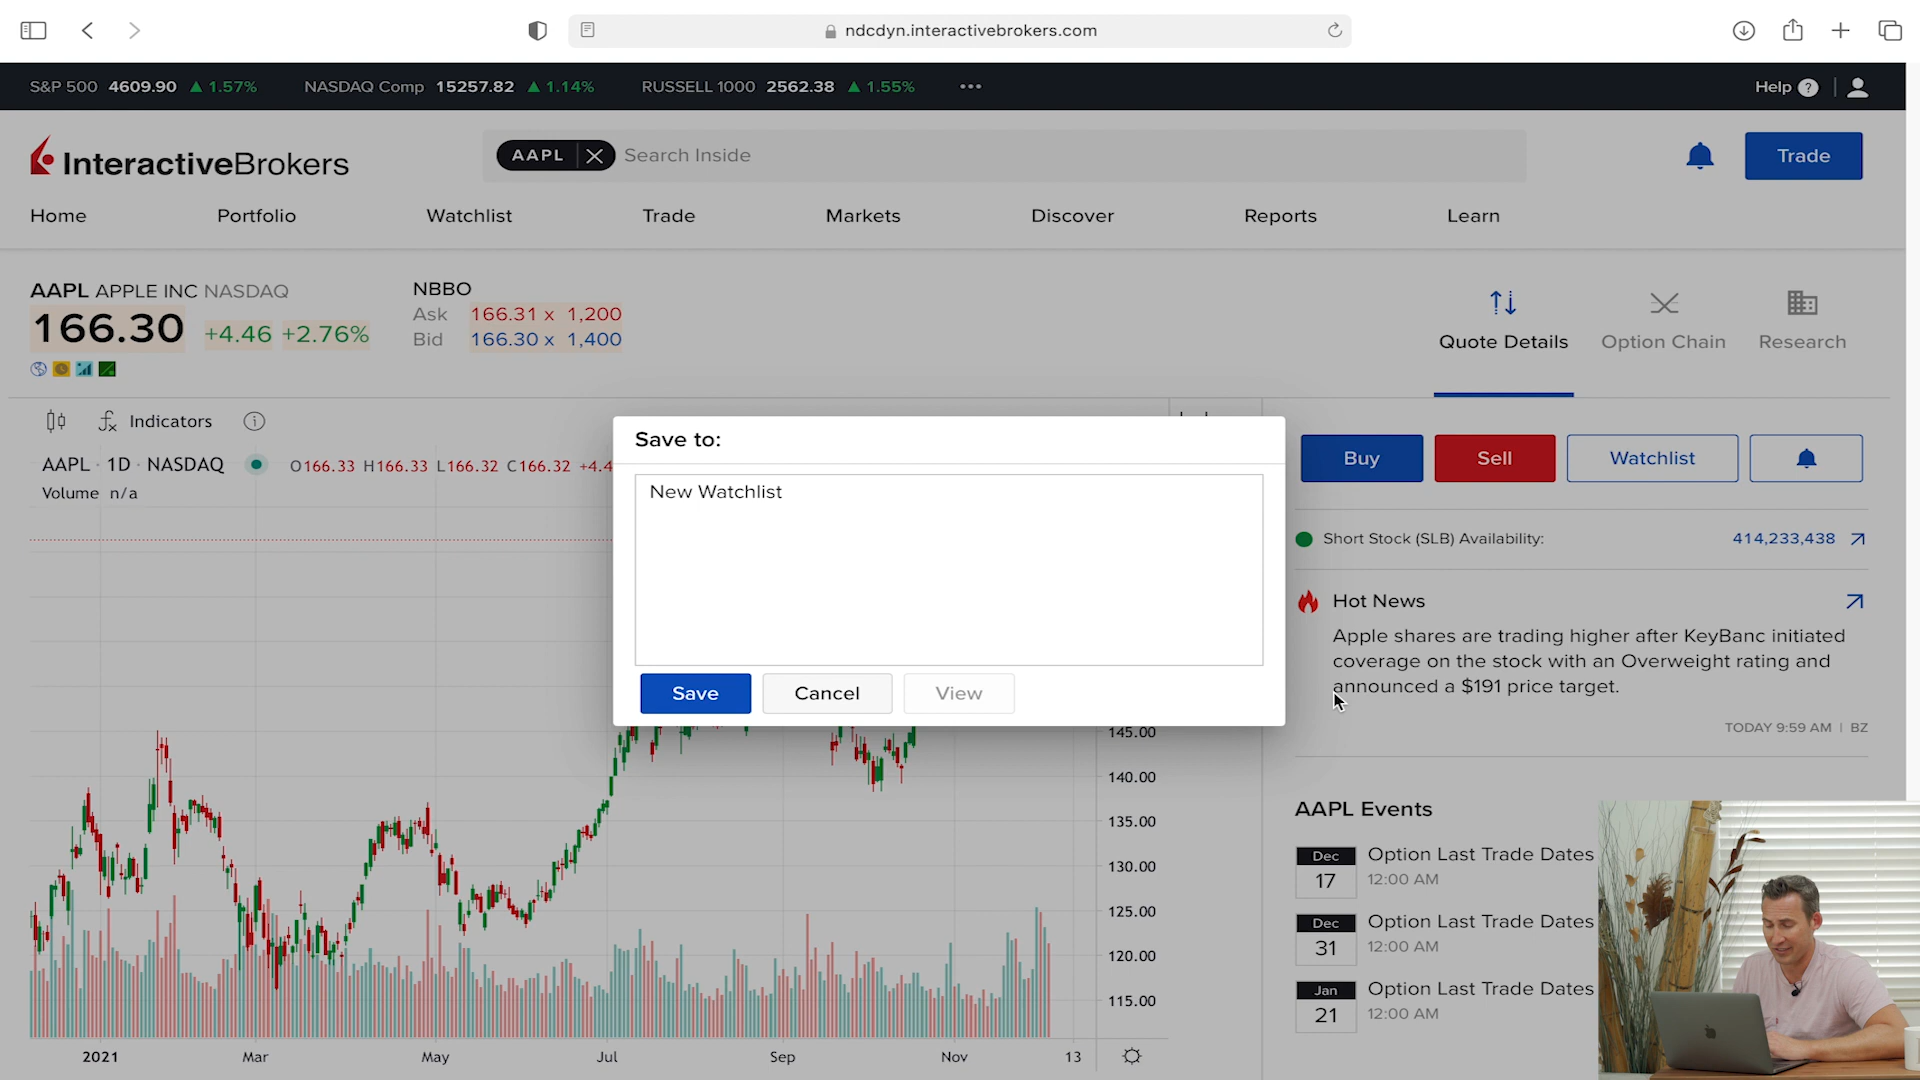 ndcdyn.interactivebrokers.com
S&P 500 4609.90 ▲ 1.57% NASDAQ Comp 15257.82 ▲ 1.14% RUSSELL 1000 2562.38 ▲ 1.55% ••• Help ?
InteractiveBrokers
AAPL Search Inside
Trade
Home Portfolio Watchlist Trade Markets Discover Reports Learn
AAPL APPLE INC NASDAQ
166.30 +4.46 +2.76%
NBBO
Ask 166.31 x 1,200
Bid 166.30 x 1,400
Quote Details Option Chain Research
Indicators
AAPL · 1D · NASDAQ O166.33 H166.33 L166.32 C166.32 +4.4
Volume n/a
Save to:
New Watchlist
Save Cancel View
Buy Sell Watchlist
Short Stock (SLB) Availability: 414,233,438
Hot News
Apple shares are trading higher after KeyBanc initiated
coverage on the stock with an Overweight rating and
announced a $191 price target.
TODAY 9:59 AM | BZ
AAPL Events
Dec
17
Option Last Trade Dates
12:00 AM
Dec
31
Option Last Trade Dates
12:00 AM
Jan
21
Option Last Trade Dates
12:00 AM
145.00
140.00
135.00
130.00
125.00
120.00
115.00
2021 Mar May Jul Sep Nov 13